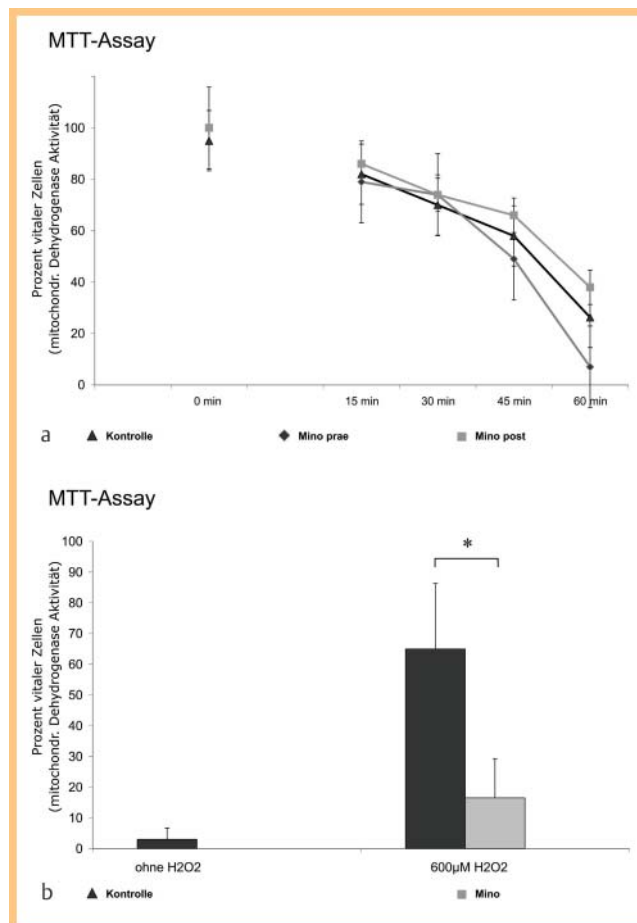 MTT-Assay
Prozent vitaler Zellen
(mitochondr. Dehydrogenase Aktivität)
100
80
60
40
20
0
0 min
15 min
30 min
45 min
60 min
a
Kontrolle
Mino prae
Mino post
MTT-Assay
Prozent vitaler Zellen
(mitochondr. Dehydrogenase Aktivität)
100
90
80
70
60
50
40
30
20
10
0
*
ohne H2O2
600µM H2O2
b
Kontrolle
Mino